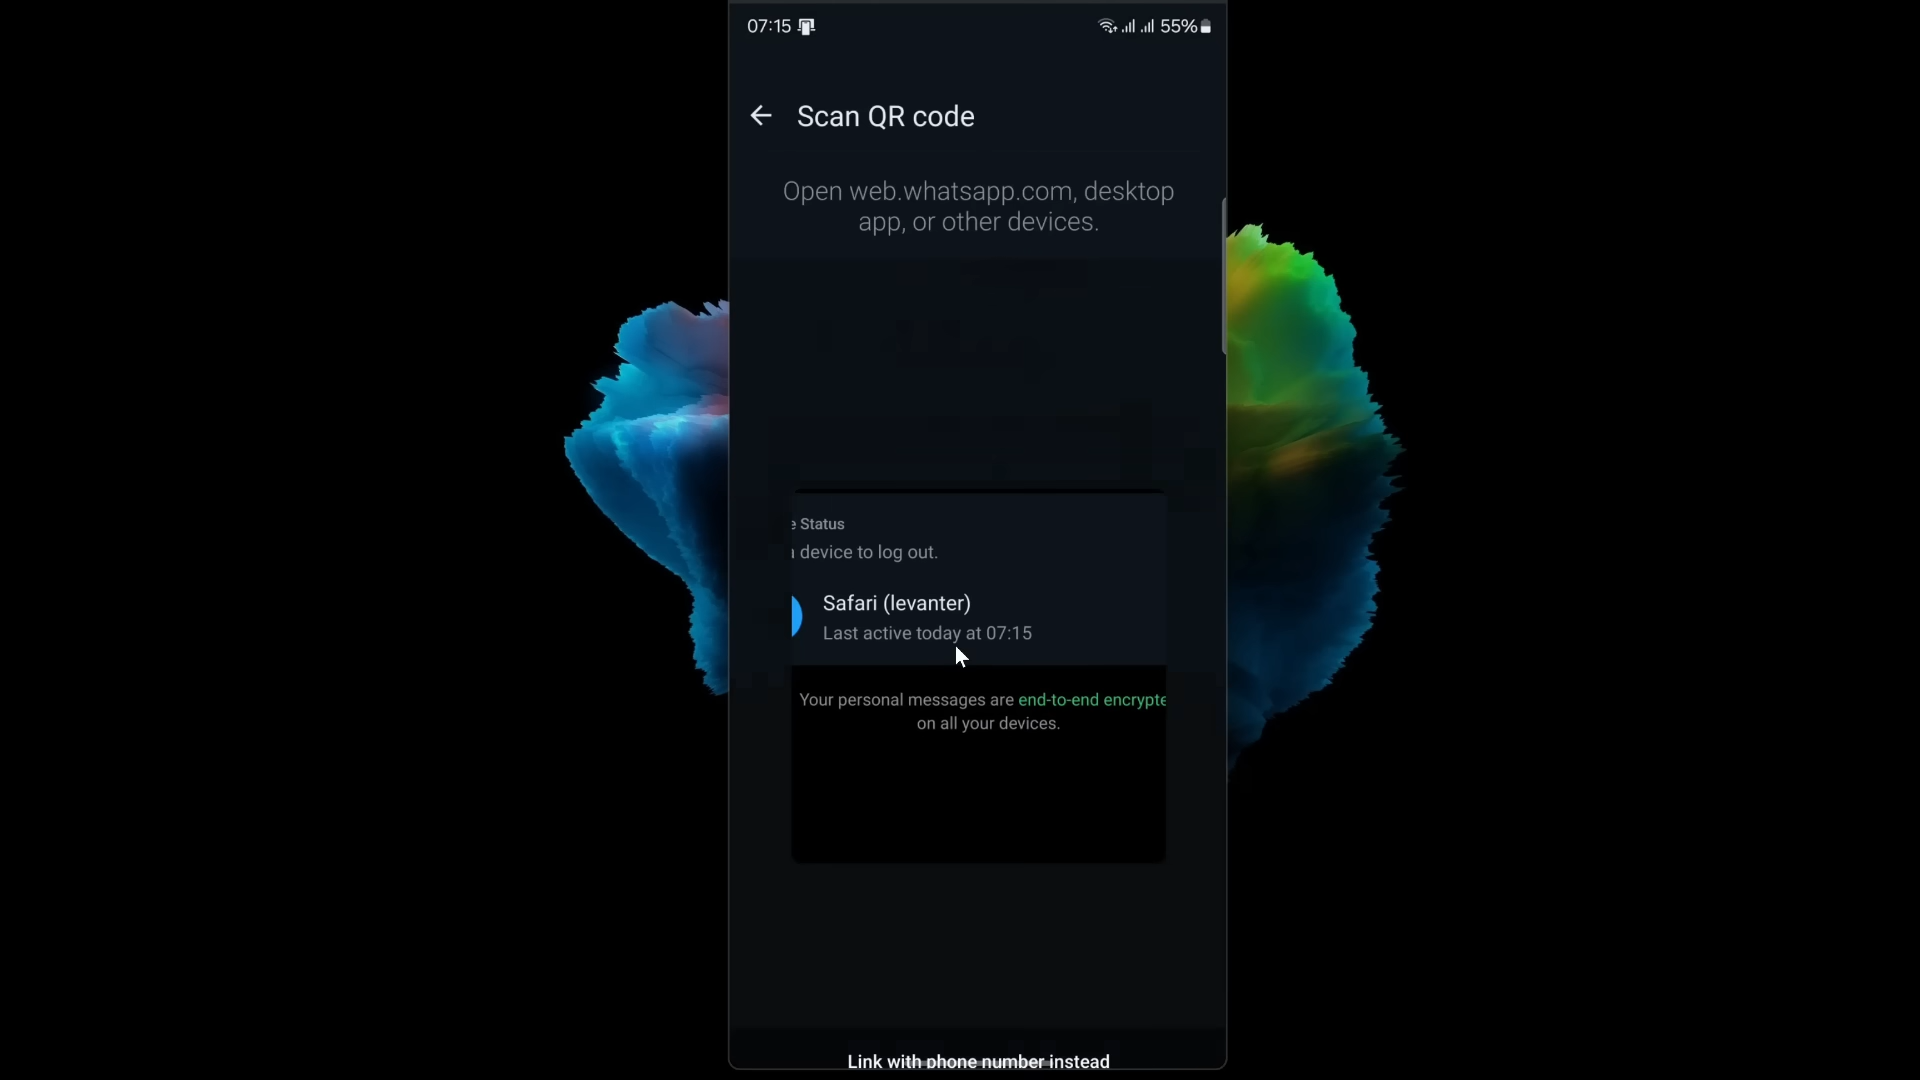 07:15 55%
Scan QR code
Open web.whatsapp.com, desktop
app, or other devices.
e Status
a device to log out.
Safari (levanter)
Last active today at 07:15
Your personal messages are end-to-end encrypte
on all your devices.
Link with phone number instead